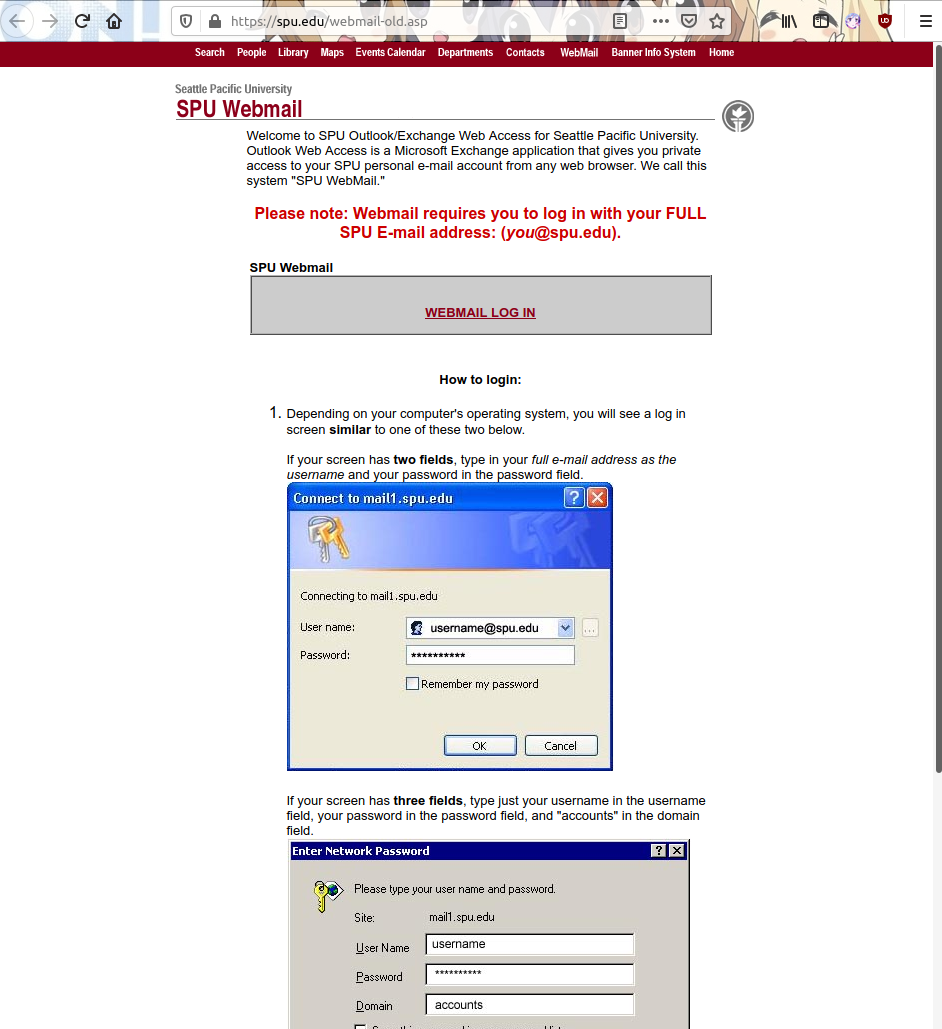 https://spu.edu/webmail-old.asp
Search People Library Maps Events Calendar Departments Contacts WebMail Banner Info System Home
Seattle Pacific University
SPU Webmail
Welcome to SPU Outlook/Exchange Web Access for Seattle Pacific University.
Outlook Web Access is a Microsoft Exchange application that gives you private
access to your SPU personal e-mail account from any web browser. We call this
system "SPU WebMail."
Please note: Webmail requires you to log in with your FULL
SPU E-mail address: (you@spu.edu).
SPU Webmail
WEBMAIL LOG IN
How to login:
1. Depending on your computer's operating system, you will see a log in
screen similar to one of these two below.
If your screen has two fields, type in your full e-mail address as the
username and your password in the password field.
Connect to mail1.spu.edu
Connecting to mail1.spu.edu
User name: username@spu.edu ...
Password: **********
Remember my password
OK Cancel
If your screen has three fields, type just your username in the username
field, your password in the password field, and "accounts" in the domain
field.
Enter Network Password
Please type your user name and password.
Site: mail1.spu.edu
User Name username
Password **********
Domain accounts